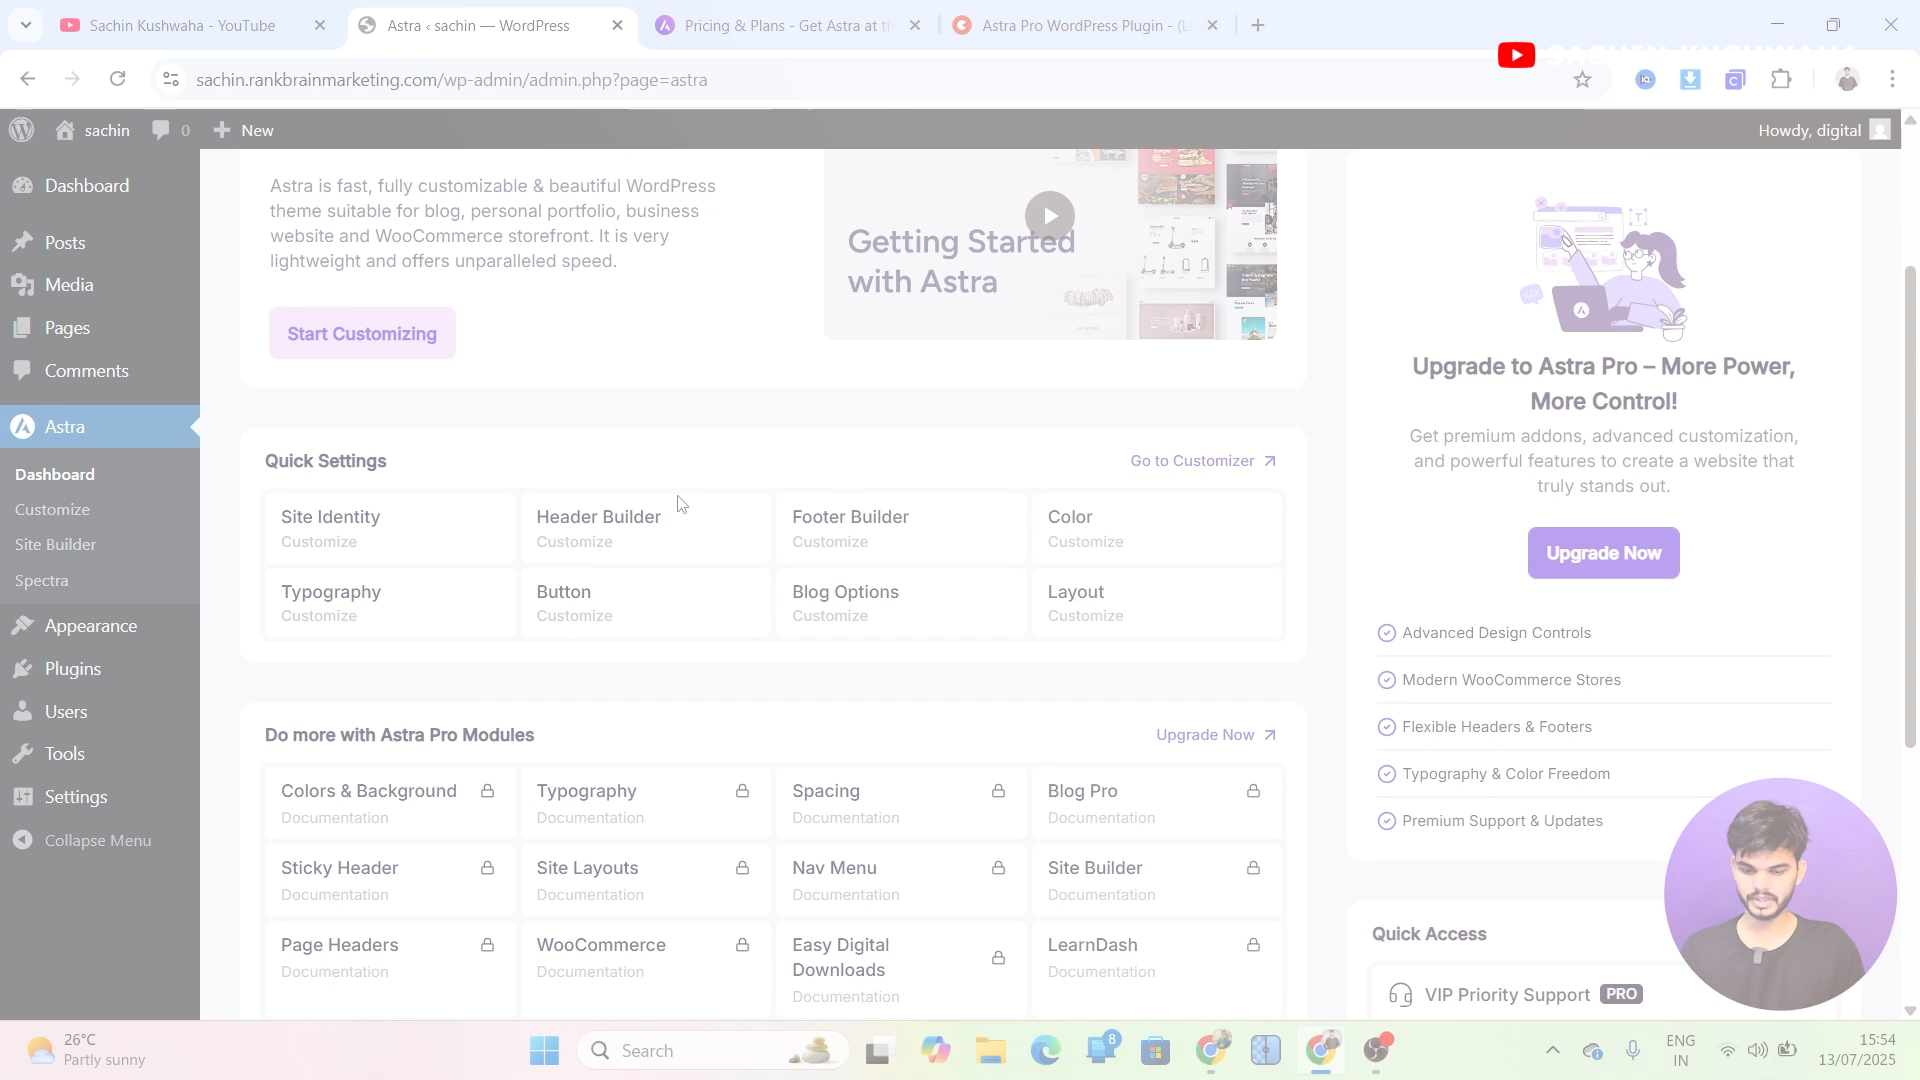 Sachin Kushwaha - YouTube
Astra ‹ sachin — WordPress
Pricing & Plans - Get Astra at th
Astra Pro WordPress Plugin - (L
sachin.rankbrainmarketing.com/wp-admin/admin.php?page=astra
sachin
0
New
Howdy, digital
Dashboard
Posts
Media
Pages
Comments
Astra
Dashboard
Customize
Site Builder
Spectra
Appearance
Plugins
Users
Tools
Settings
Collapse Menu
Astra is fast, fully customizable & beautiful WordPress
theme suitable for blog, personal portfolio, business
website and WooCommerce storefront. It is very
lightweight and offers unparalleled speed.
Start Customizing
Getting Started
with Astra
Quick Settings
Go to Customizer
Site Identity
Customize
Header Builder
Customize
Footer Builder
Customize
Color
Customize
Typography
Customize
Button
Customize
Blog Options
Customize
Layout
Customize
Do more with Astra Pro Modules
Upgrade Now
Colors & Background
Documentation
Typography
Documentation
Spacing
Documentation
Blog Pro
Documentation
Sticky Header
Documentation
Site Layouts
Documentation
Nav Menu
Documentation
Site Builder
Documentation
Page Headers
Documentation
WooCommerce
Documentation
Easy Digital
Downloads
Documentation
LearnDash
Documentation
Upgrade to Astra Pro – More Power,
More Control!
Get premium addons, advanced customization,
and powerful features to create a website that
truly stands out.
Upgrade Now
Advanced Design Controls
Modern WooCommerce Stores
Flexible Headers & Footers
Typography & Color Freedom
Premium Support & Updates
Quick Access
VIP Priority Support PRO
26°C
Partly sunny
Search
8
ENG
IN
15:54
13/07/2025